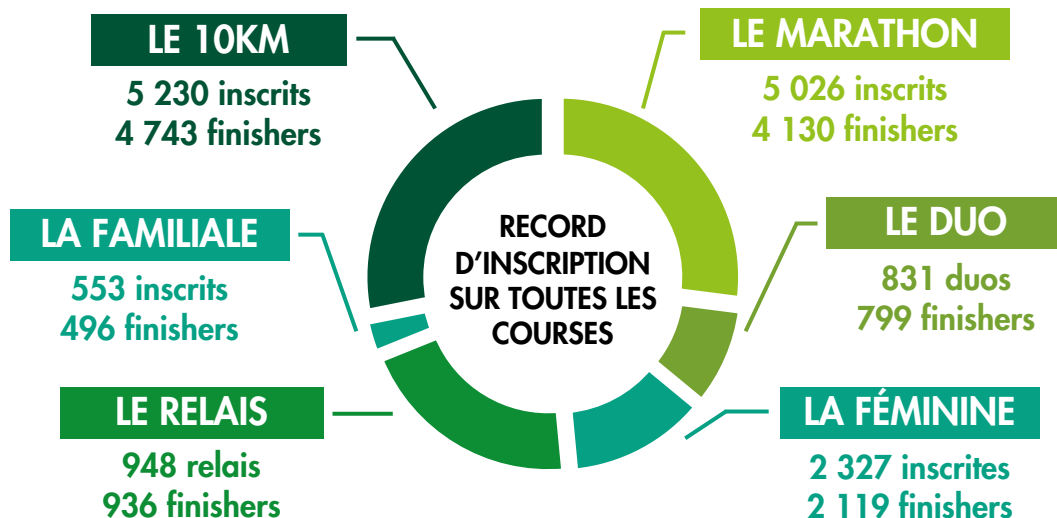 LE 10KM
5 230 inscrits
4 743 finishers
LE MARATHON
5 026 inscrits
4 130 finishers
LA FAMILIALE
553 inscrits
496 finishers
RECORD
D'INSCRIPTION
SUR TOUTES LES
COURSES
LE DUO
831 duos
799 finishers
LE RELAIS
948 relais
936 finishers
LA FÉMININE
2 327 inscrites
2 119 finishers